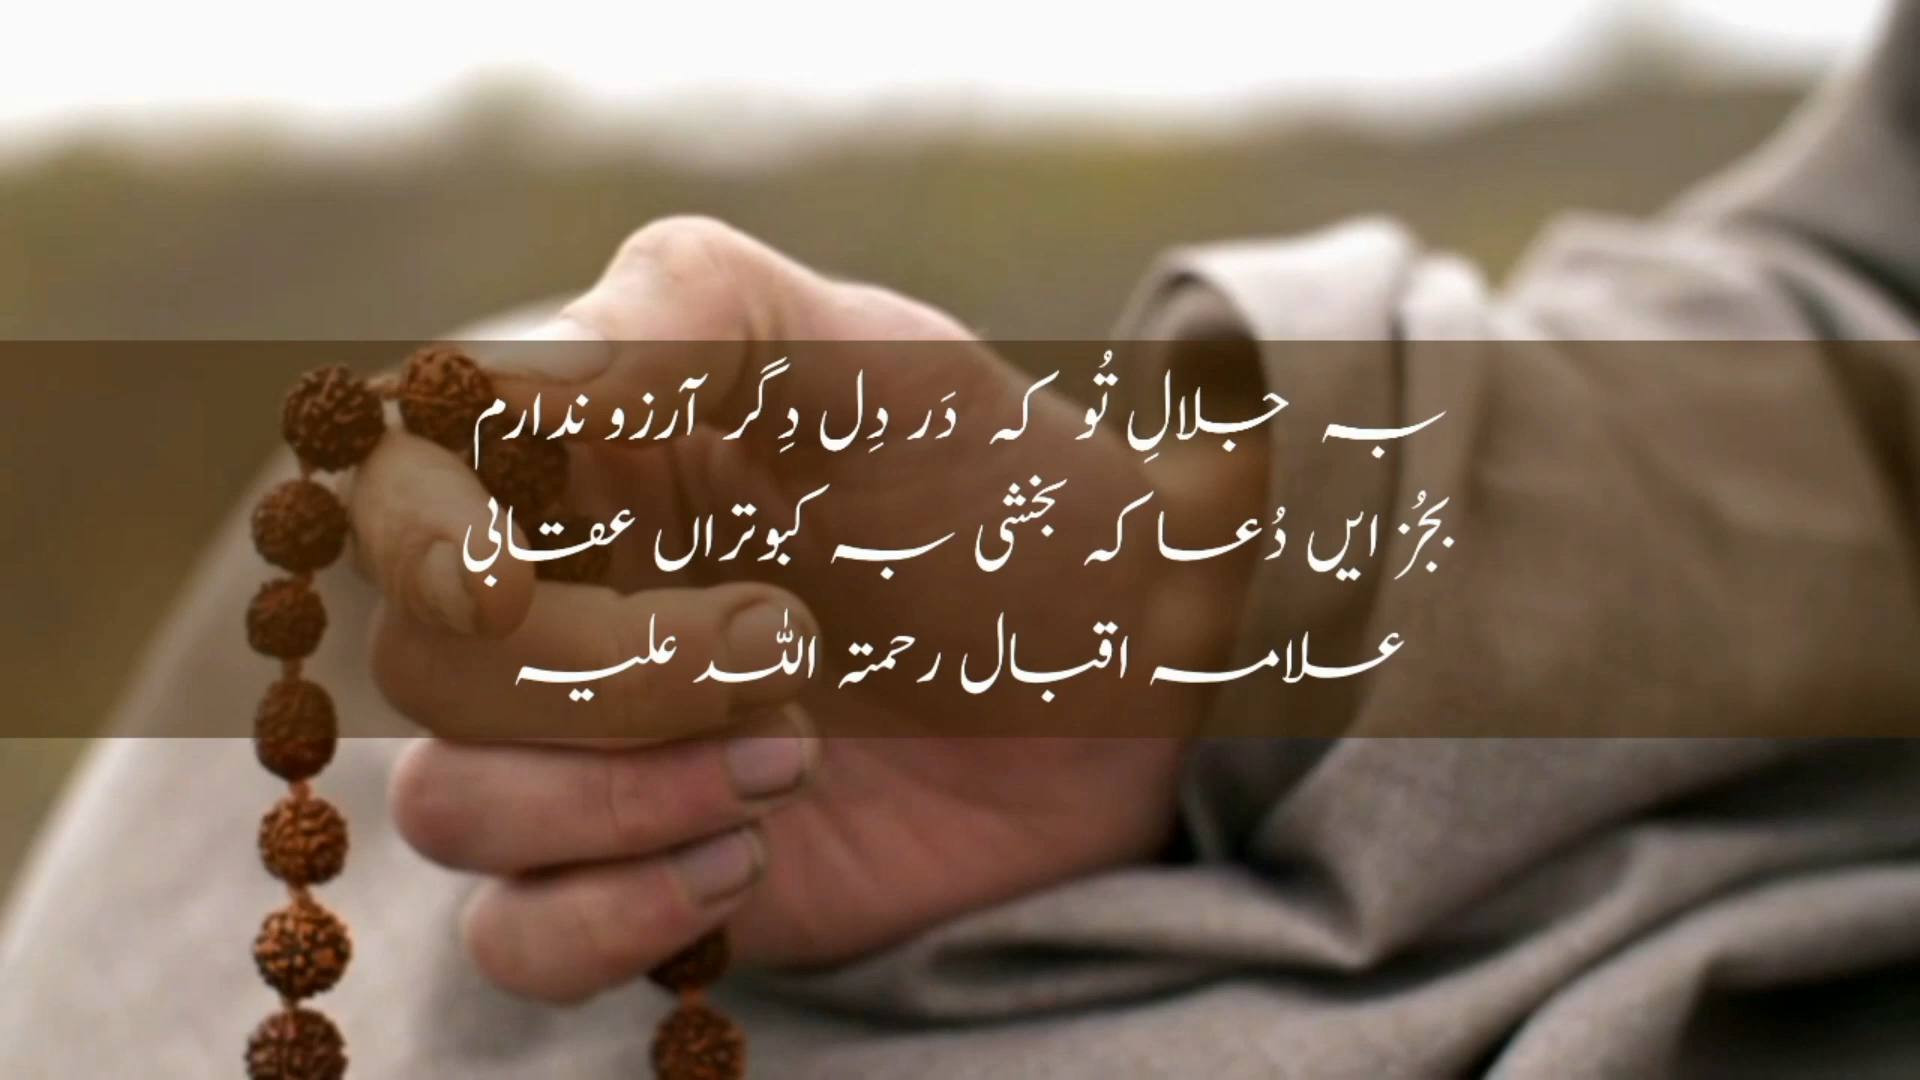 بہ جلالِ تُو کہ دَر دِل دِگر آرزو ندارم
بجُز ایں دُعا کہ بخشی بہ کبوتراں عقابی
علامہ اقبال رحمتہ اللہ علیہ